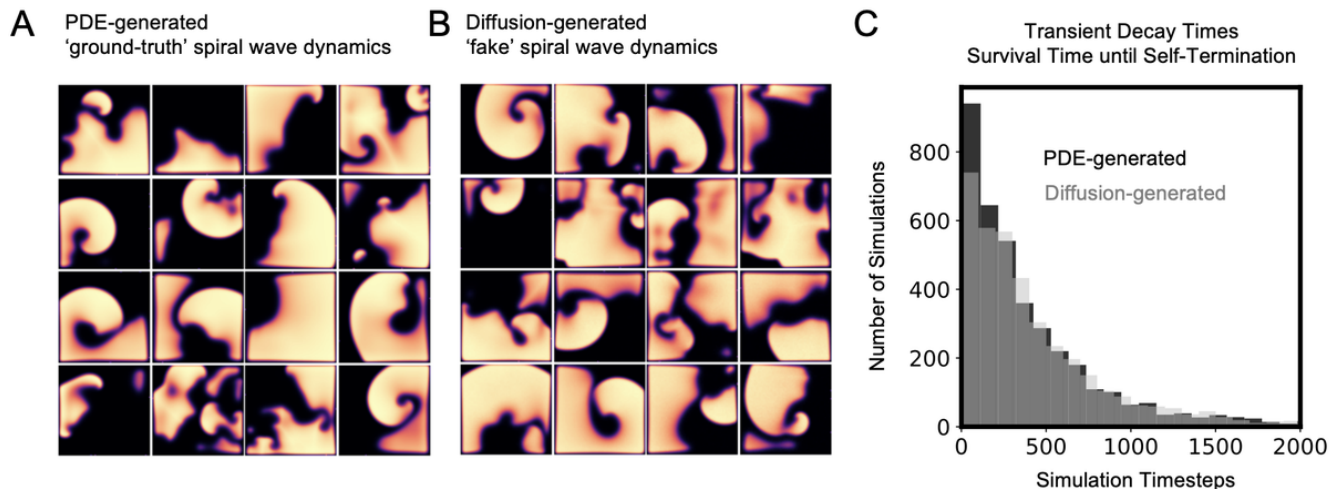 A
PDE-generated
'ground-truth' spiral wave dynamics
B
Diffusion-generated
'fake' spiral wave dynamics
C
Transient Decay Times
Survival Time until Self-Termination
PDE-generated
Diffusion-generated
Number of Simulations
800
600
400
200
0
0 500 1000 1500 2000
Simulation Timesteps